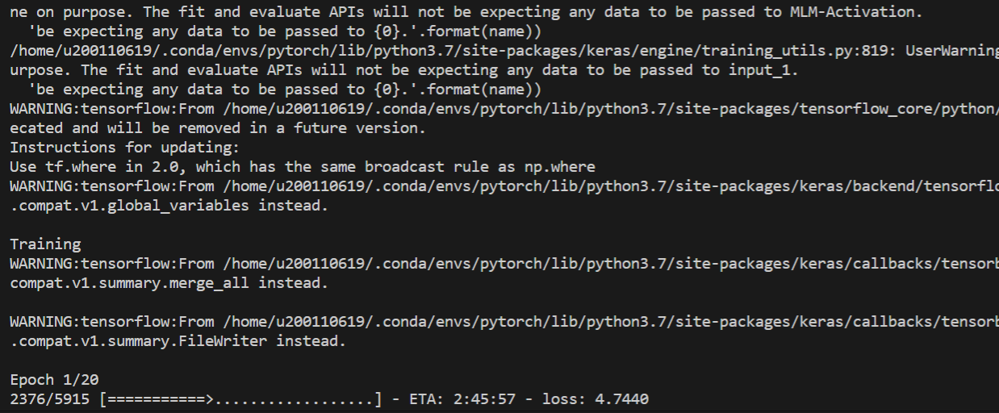 ne on purpose. The fit and evaluate APIs will not be expecting any data to be passed to MLM-Activation.
  'be expecting any data to be passed to {0}.'.format(name))
/home/u200110619/.conda/envs/pytorch/lib/python3.7/site-packages/keras/engine/training_utils.py:819: UserWarning
urpose. The fit and evaluate APIs will not be expecting any data to be passed to input_1.
  'be expecting any data to be passed to {0}.'.format(name))
WARNING:tensorflow:From /home/u200110619/.conda/envs/pytorch/lib/python3.7/site-packages/tensorflow_core/python/
ecated and will be removed in a future version.
Instructions for updating:
Use tf.where in 2.0, which has the same broadcast rule as np.where
WARNING:tensorflow:From /home/u200110619/.conda/envs/pytorch/lib/python3.7/site-packages/keras/backend/tensorflo
.compat.v1.global_variables instead.

Training
WARNING:tensorflow:From /home/u200110619/.conda/envs/pytorch/lib/python3.7/site-packages/keras/callbacks/tensorb
compat.v1.summary.merge_all instead.

WARNING:tensorflow:From /home/u200110619/.conda/envs/pytorch/lib/python3.7/site-packages/keras/callbacks/tensorb
.compat.v1.summary.FileWriter instead.

Epoch 1/20
2376/5915 [===========>..................] - ETA: 2:45:57 - loss: 4.7440